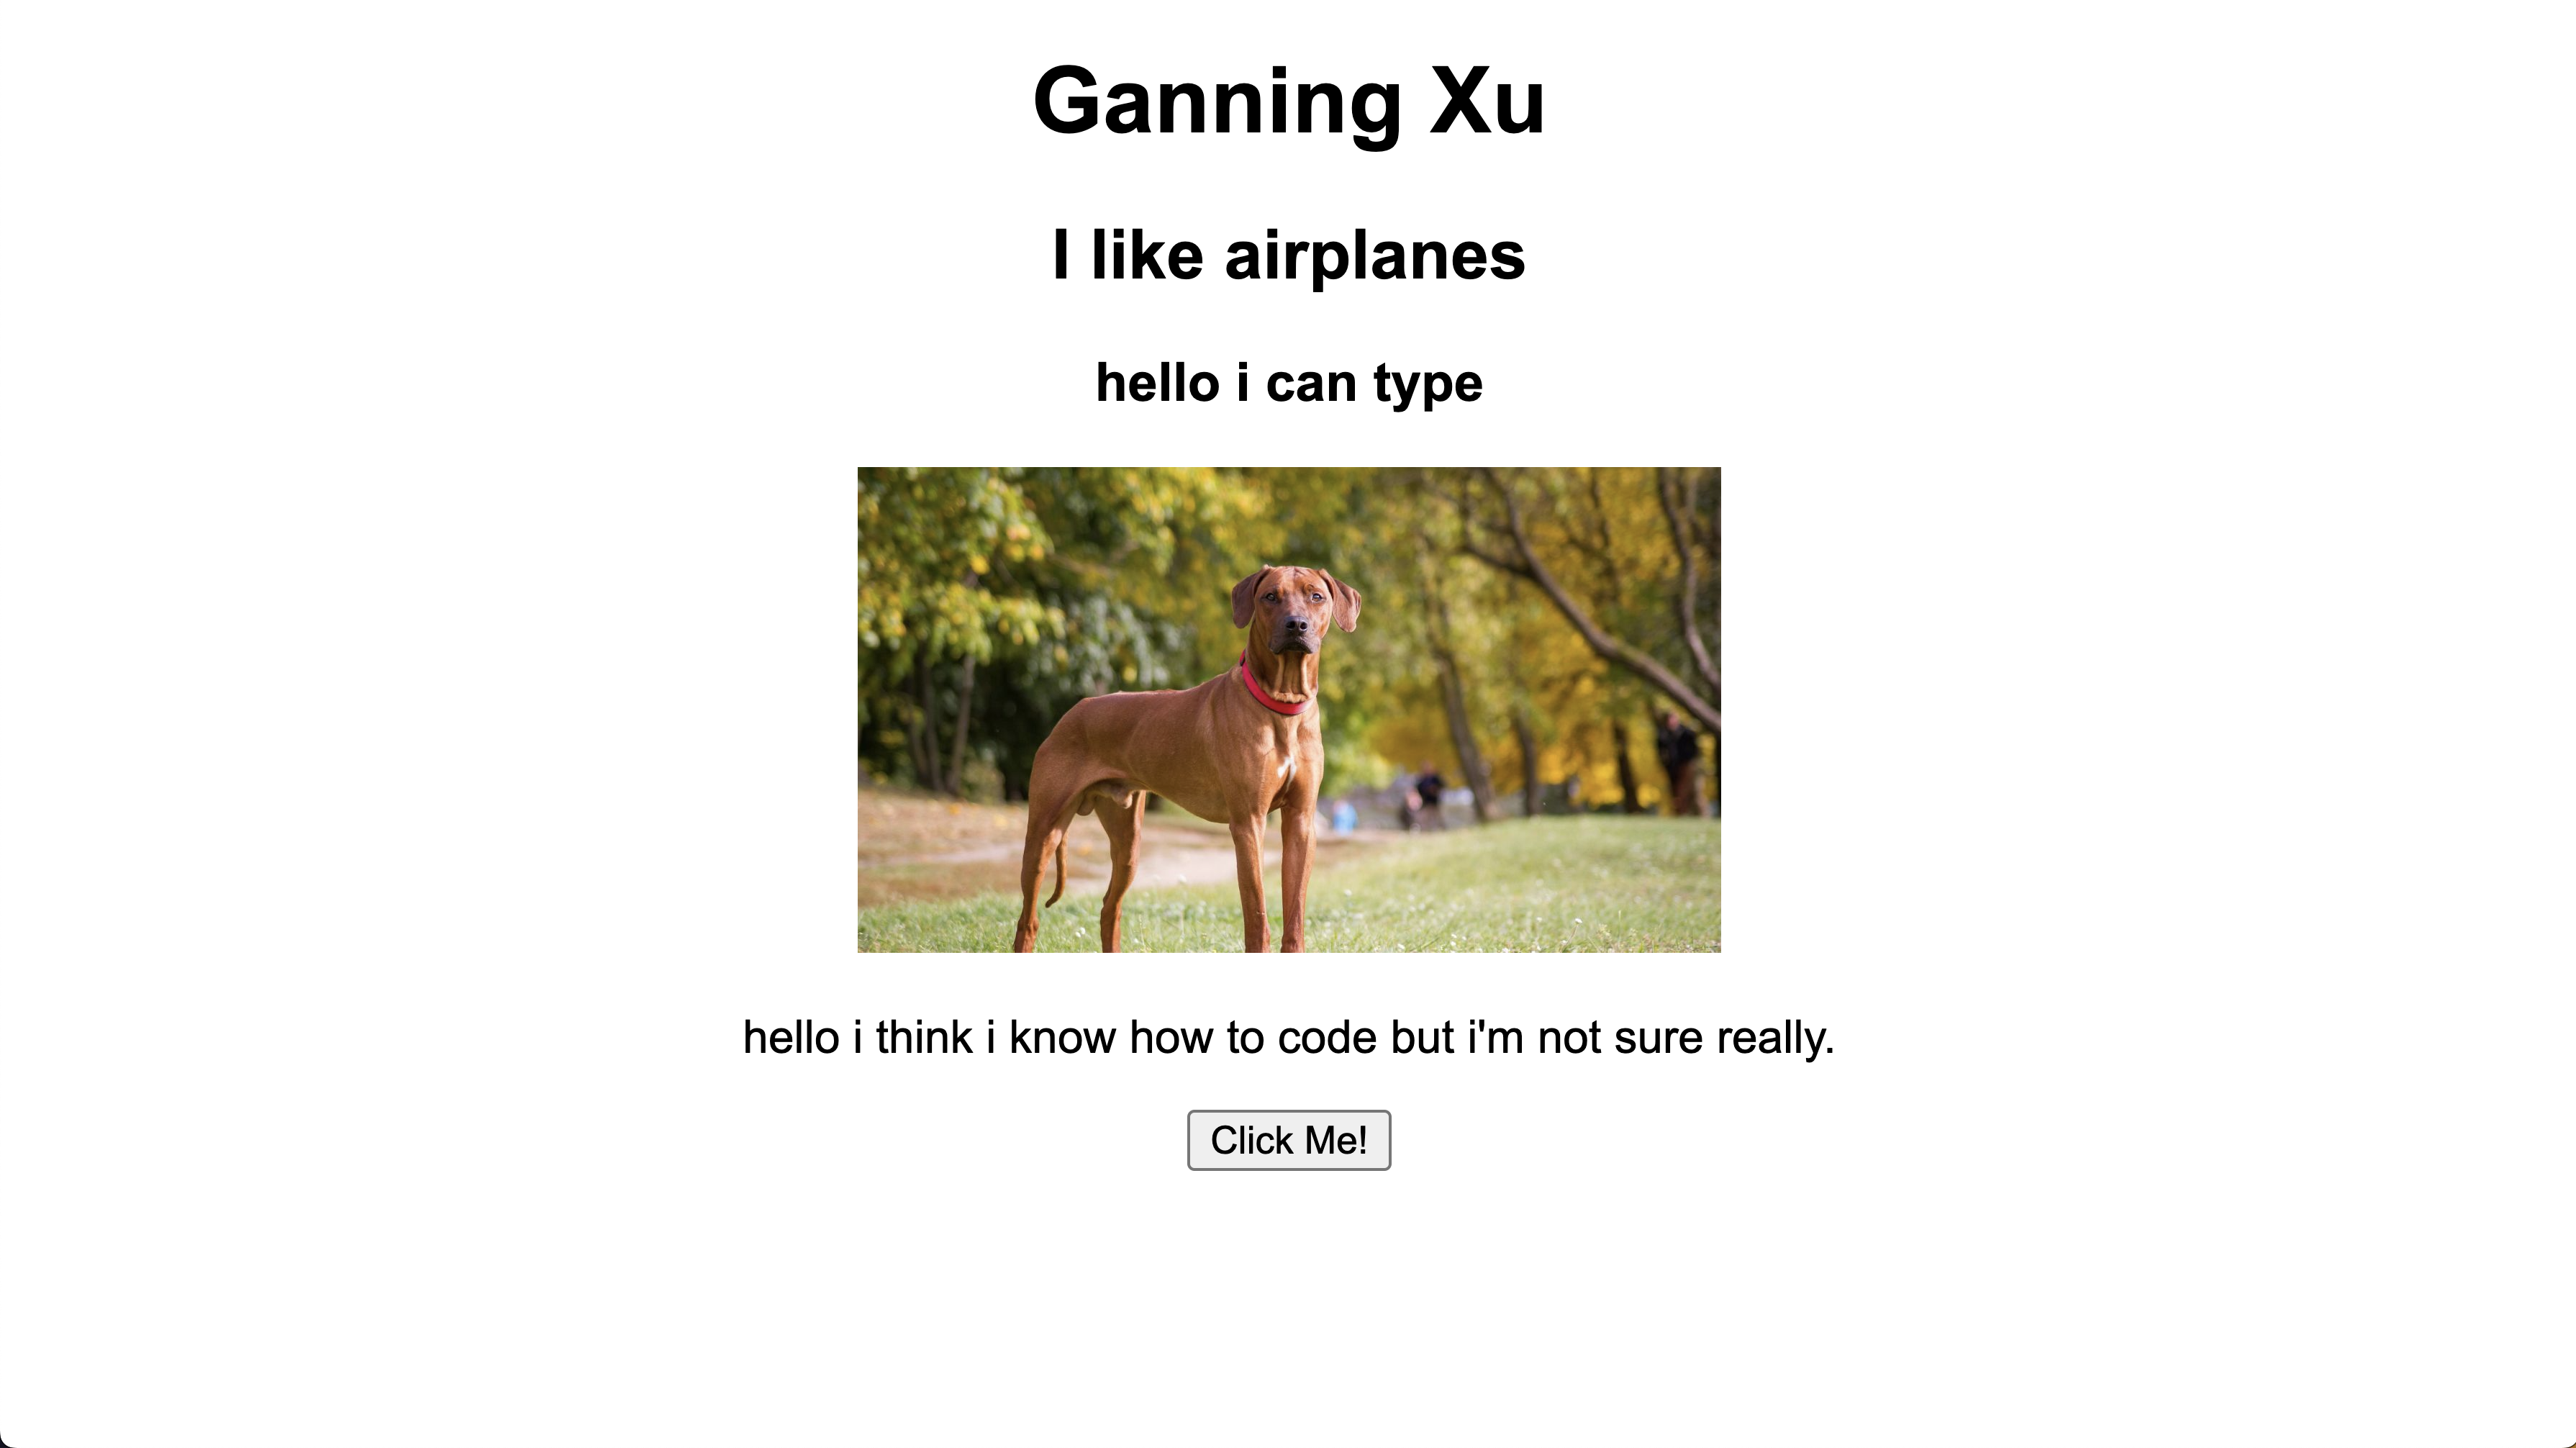 Ganning Xu
I like airplanes
hello i can type
hello i think i know how to code but i'm not sure really.
Click Me!